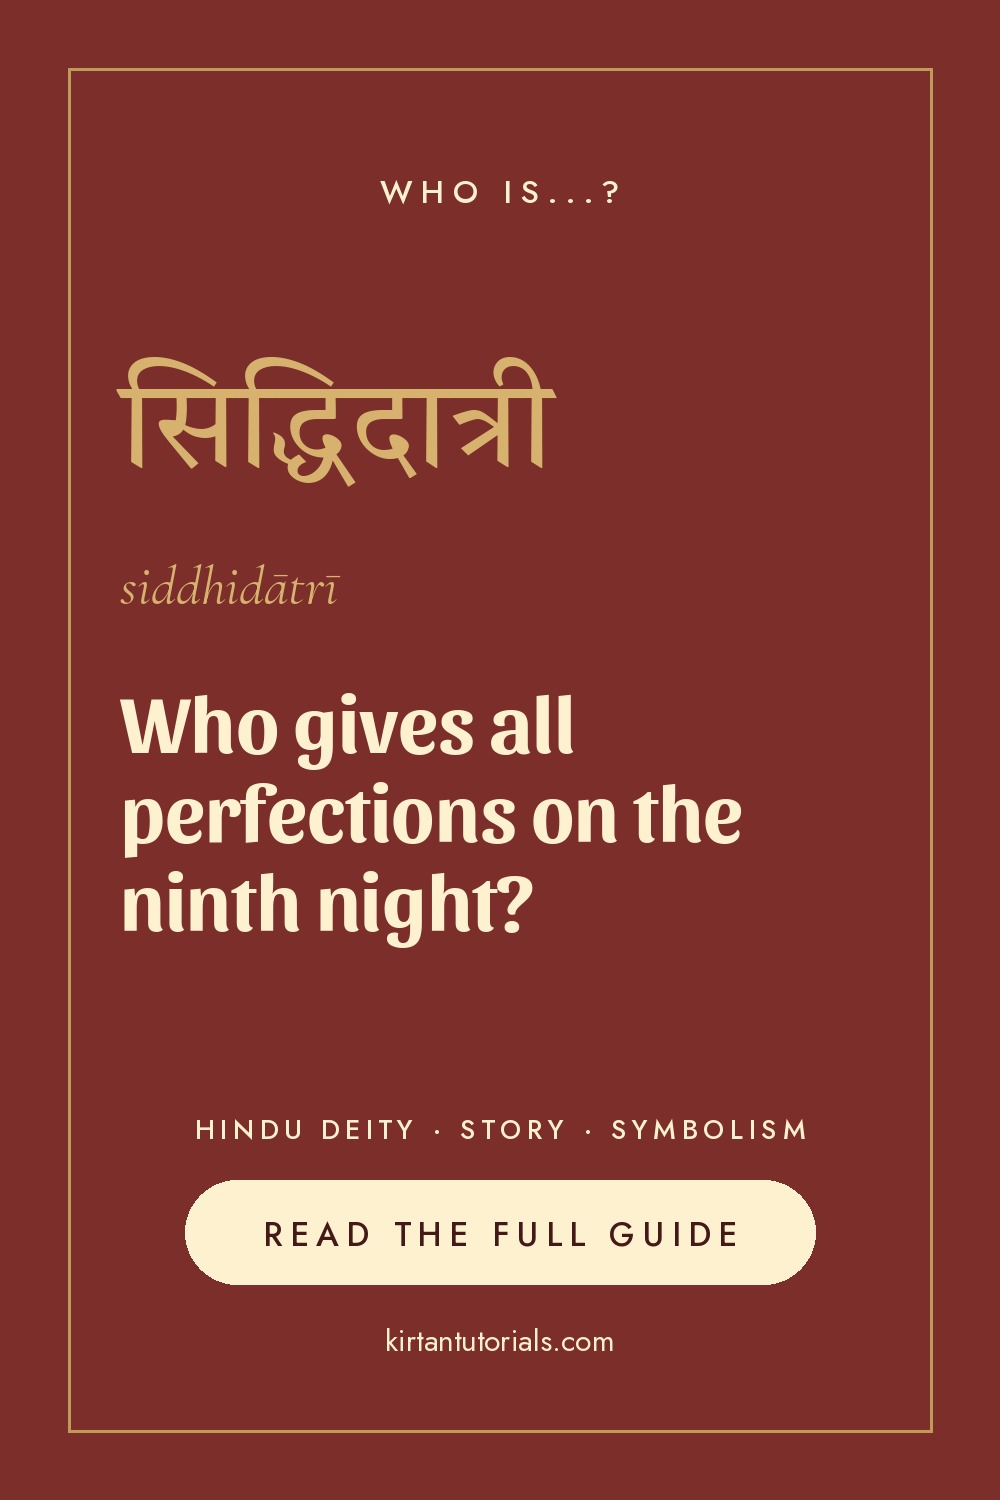 WHO IS...?
सिद्धिदात्री
siddhidātrī
Who gives all
perfections on the
ninth night?
HINDU DEITY · STORY · SYMBOLISM
READ THE FULL GUIDE
kirtantutorials.com